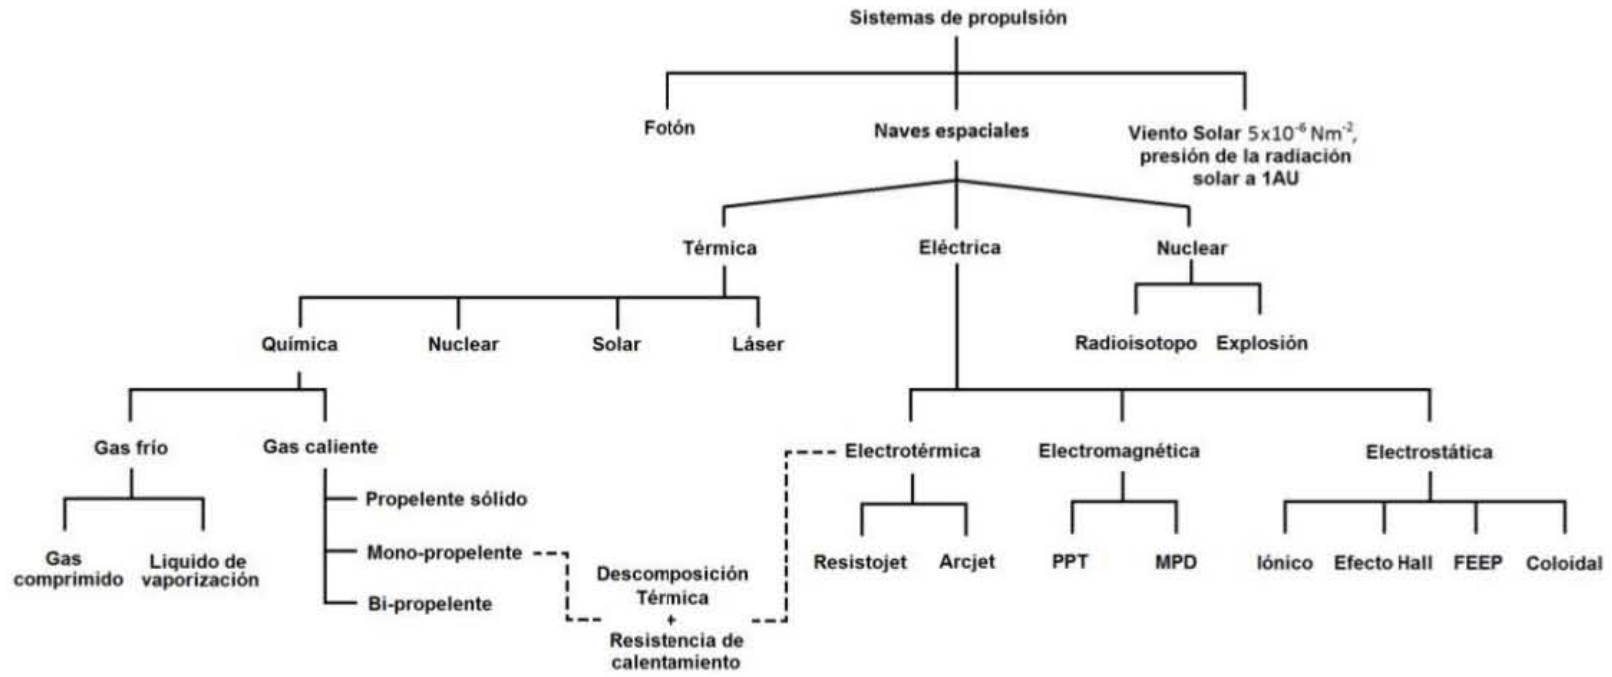 Sistemas de propulsión
Fotón
Naves espaciales
Viento Solar 5x10⁻⁶ Nm⁻²,
presión de la radiación
solar a 1AU
Térmica
Eléctrica
Nuclear
Radioisotopo
Explosión
Química
Nuclear
Solar
Láser
Gas frío
Gas caliente
Electrotérmica
Electromagnética
Electrostática
Propelente sólido
Mono-propelente
Bi-propelente
Gas
comprimido
Liquido de
vaporización
Descomposición
Térmica
+
Resistencia de
calentamiento
Resistojet
Arcjet
PPT
MPD
Iónico
Efecto Hall
FEEP
Coloidal